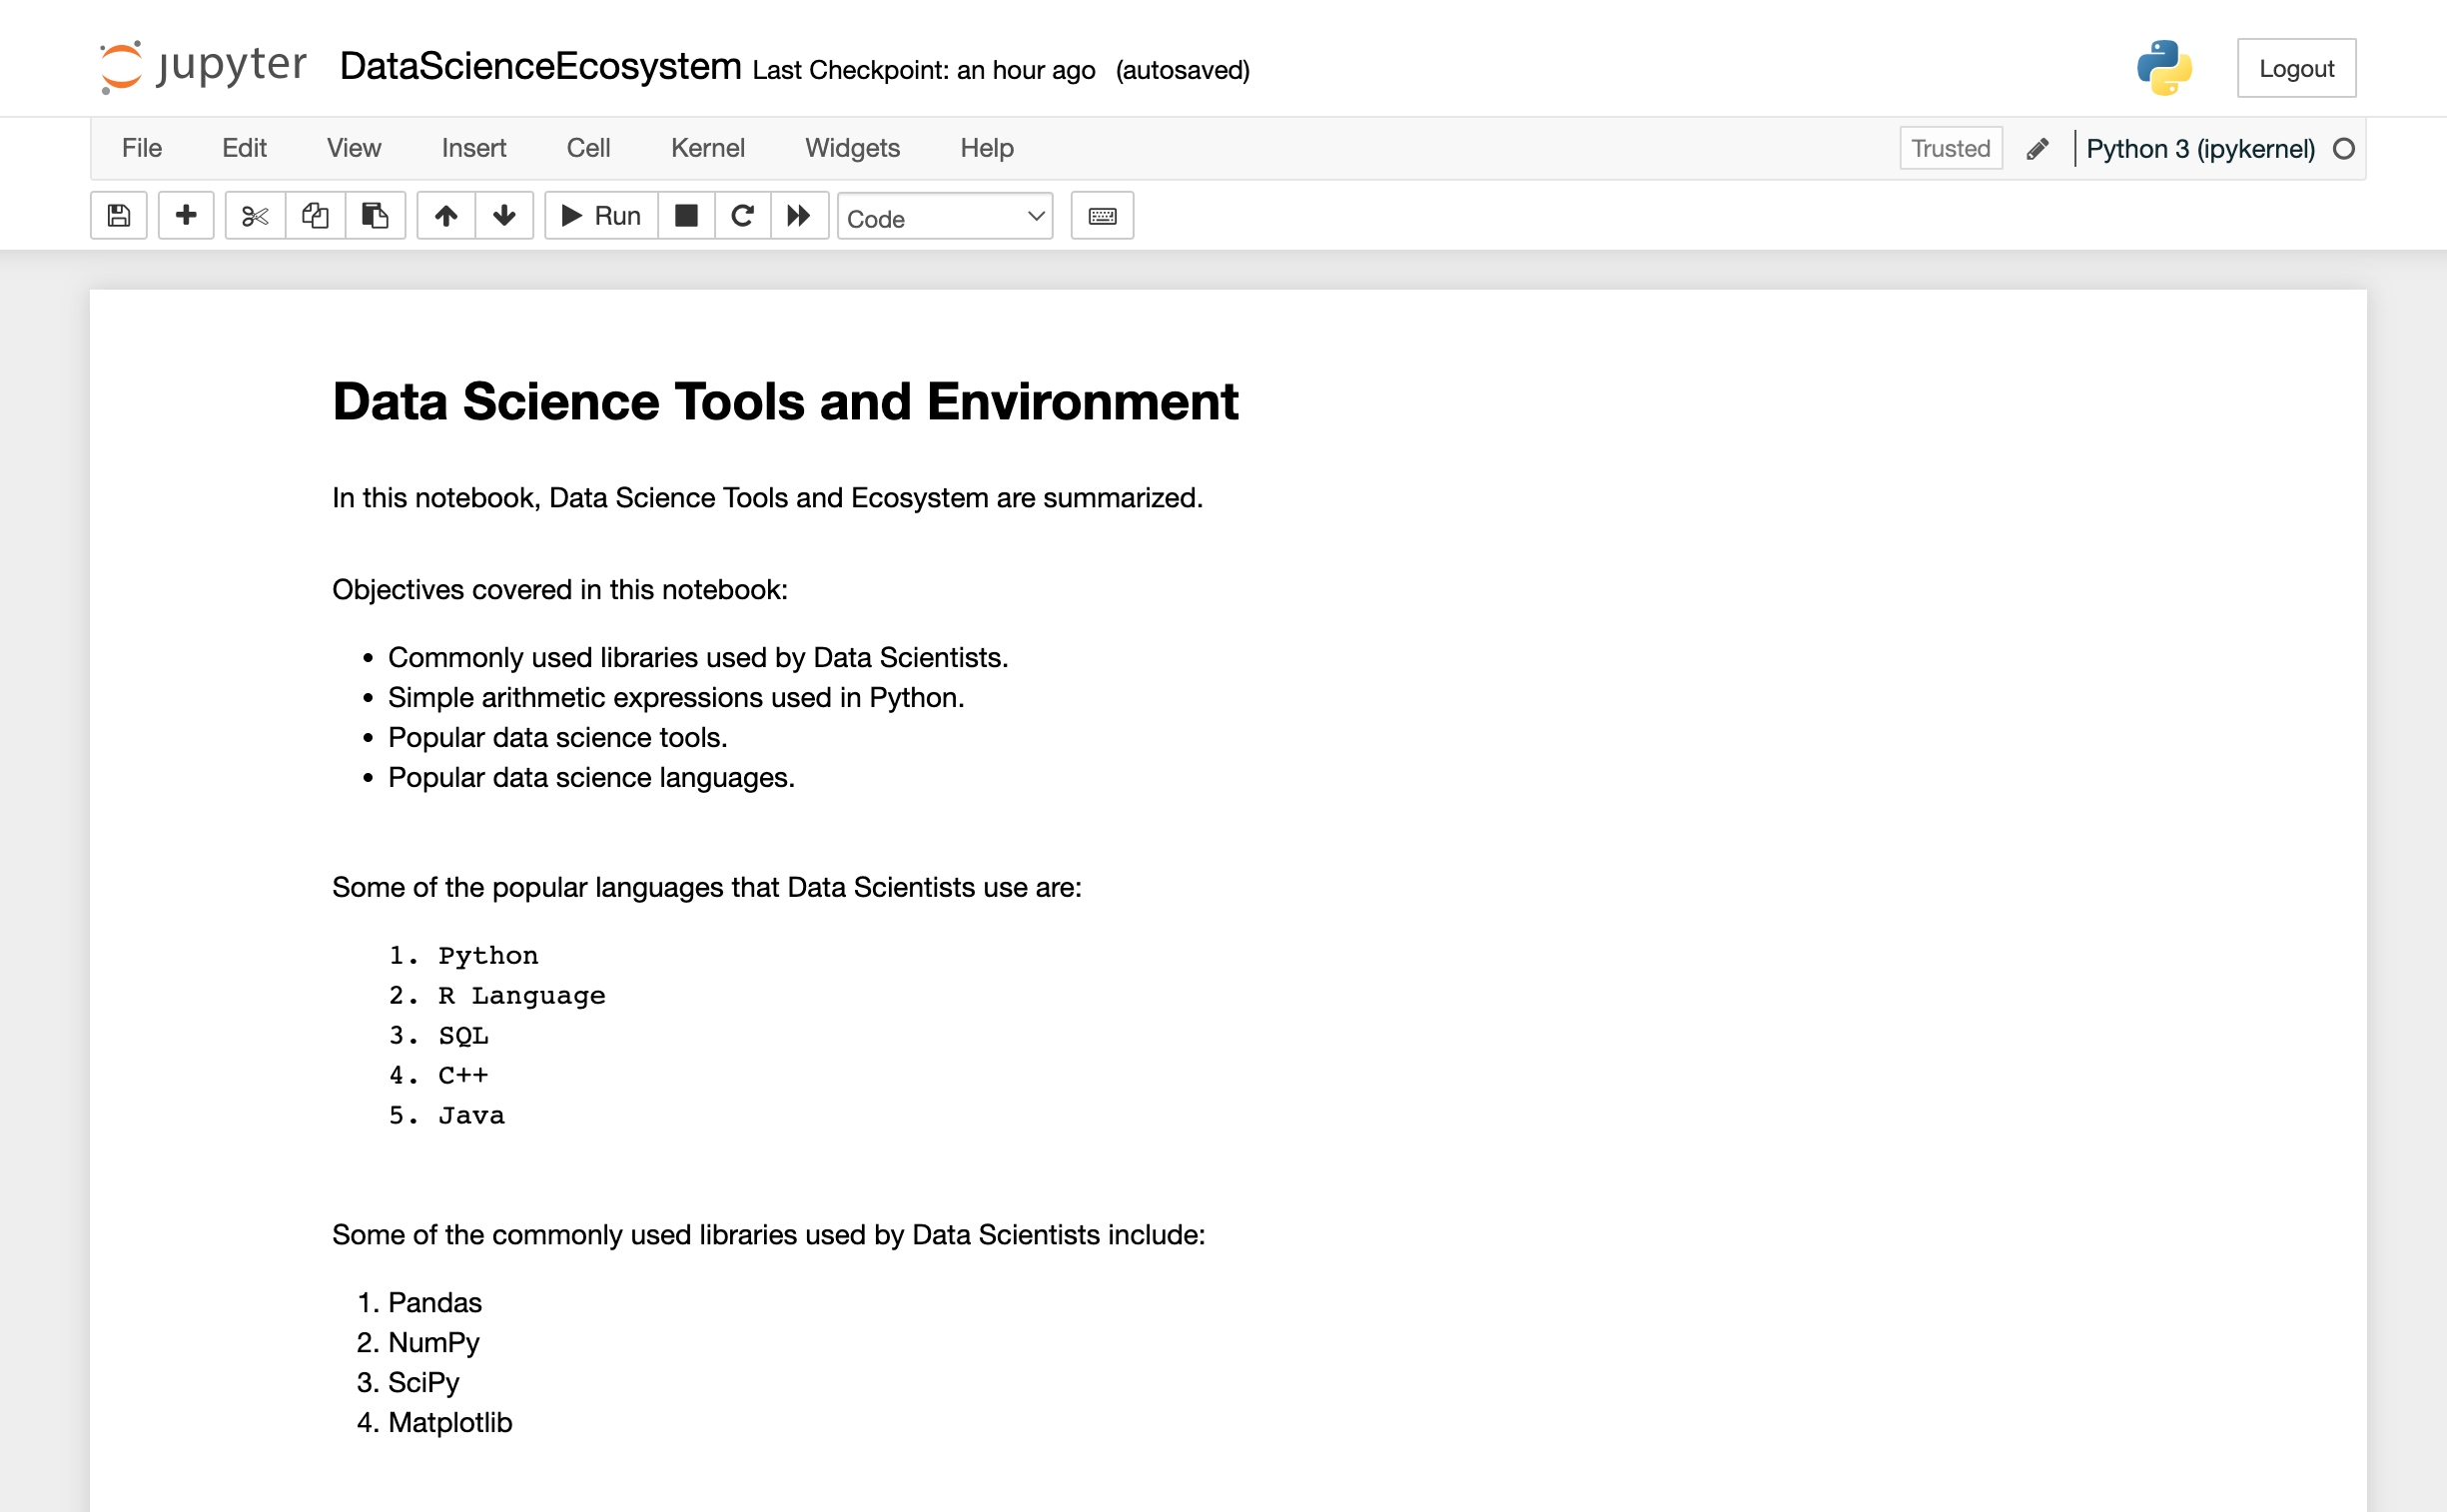 jupyter DataScienceEcosystem Last Checkpoint: an hour ago (autosaved) Logout
File Edit View Insert Cell Kernel Widgets Help Trusted Python 3 (ipykernel)
Run Code
Data Science Tools and Environment
In this notebook, Data Science Tools and Ecosystem are summarized.
Objectives covered in this notebook:
• Commonly used libraries used by Data Scientists.
• Simple arithmetic expressions used in Python.
• Popular data science tools.
• Popular data science languages.
Some of the popular languages that Data Scientists use are:
1. Python
2. R Language
3. SQL
4. C++
5. Java
Some of the commonly used libraries used by Data Scientists include:
1. Pandas
2. NumPy
3. SciPy
4. Matplotlib